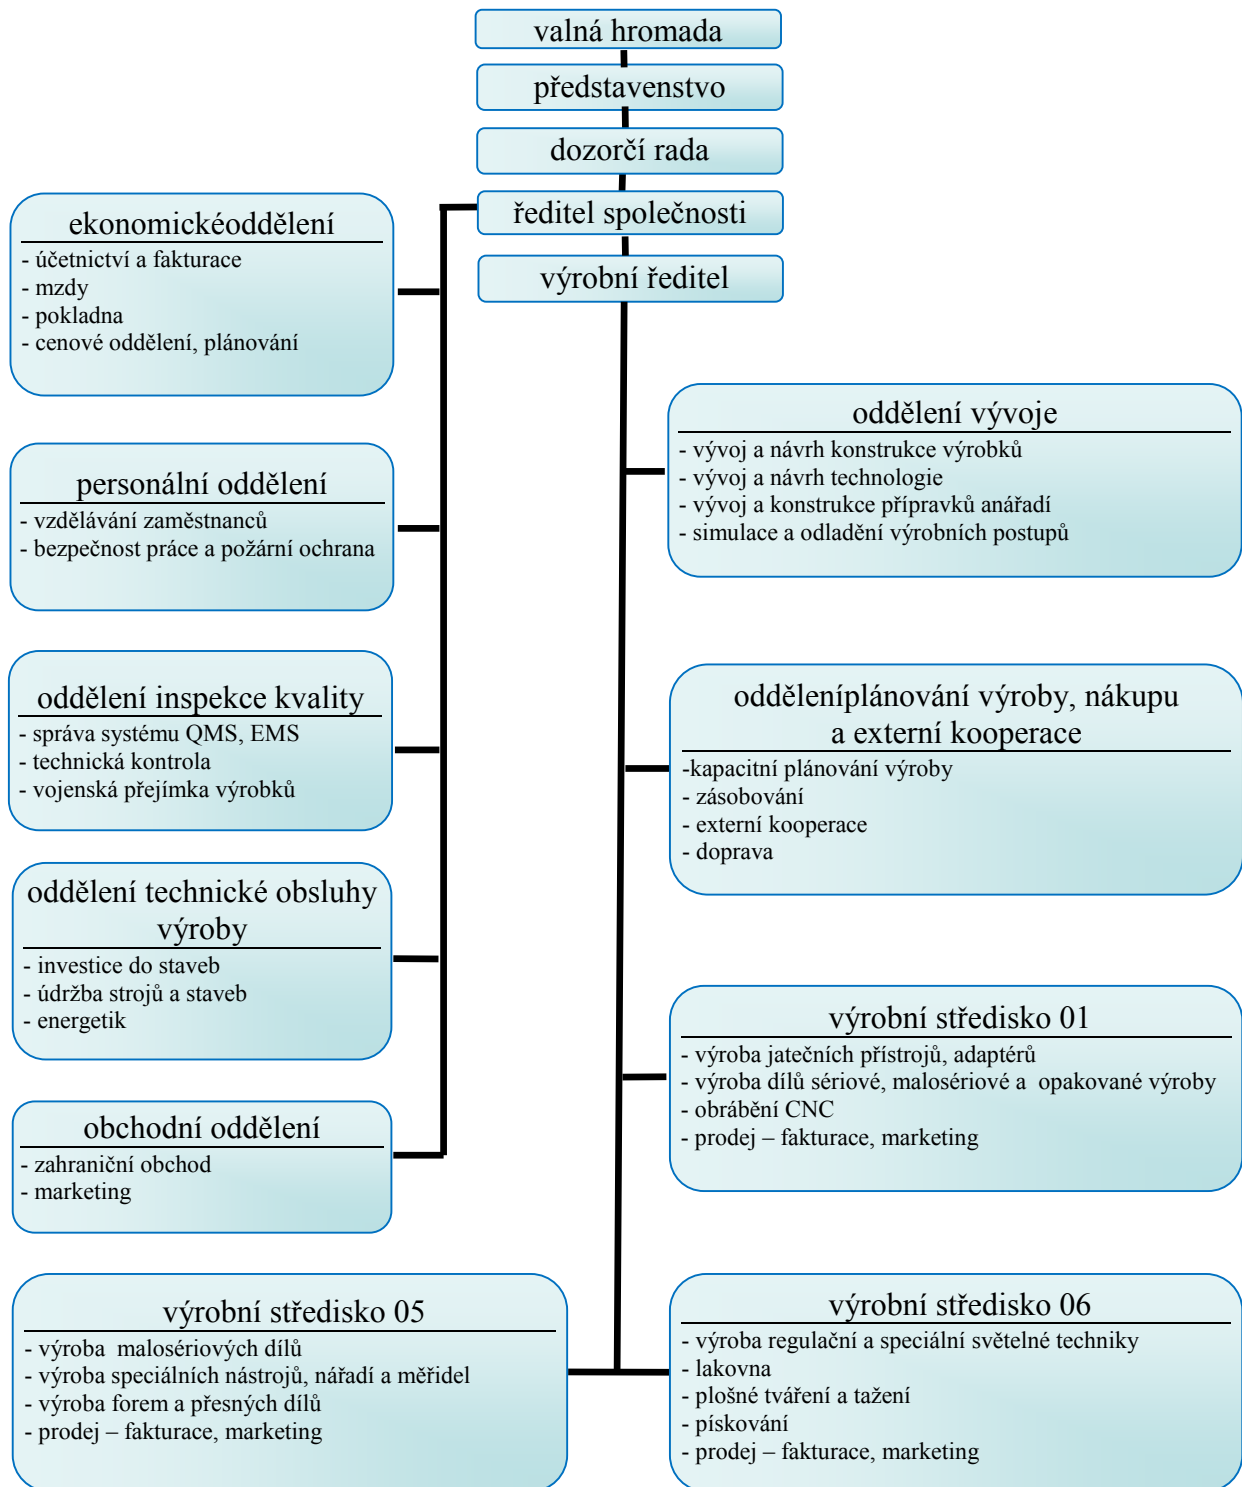 valná hromada
představenstvo
dozorčí rada
ředitel společnosti
výrobní ředitel
ekonomickéoddělení
- účetnictví a fakturace
- mzdy
- pokladna
- cenové oddělení, plánování
personální oddělení
- vzdělávání zaměstnanců
- bezpečnost práce a požární ochrana
oddělení inspekce kvality
- správa systému QMS, EMS
- technická kontrola
- vojenská přejímka výrobků
oddělení technické obsluhy
výroby
- investice do staveb
- údržba strojů a staveb
- energetik
obchodní oddělení
- zahraniční obchod
- marketing
oddělení vývoje
- vývoj a návrh konstrukce výrobků
- vývoj a návrh technologie
- vývoj a konstrukce přípravků anářadí
- simulace a odladění výrobních postupů
odděleníplánování výroby, nákupu
a externí kooperace
-kapacitní plánování výroby
- zásobování
- externí kooperace
- doprava
výrobní středisko 01
- výroba jatečních přístrojů, adaptérů
- výroba dílů sériové, malosériové a  opakované výroby
- obrábění CNC
- prodej – fakturace, marketing
výrobní středisko 05
- výroba  malosériových dílů
- výroba speciálních nástrojů, nářadí a měřidel
- výroba forem a přesných dílů
- prodej – fakturace, marketing
výrobní středisko 06
- výroba regulační a speciální světelné techniky
- lakovna
- plošné tváření a tažení
- pískování
- prodej – fakturace, marketing